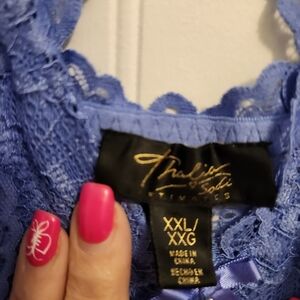 Thalia
Sodi
INTIMATES
XXL/
XXG
MADE IN
CHINA
HECHO EN
CHINA